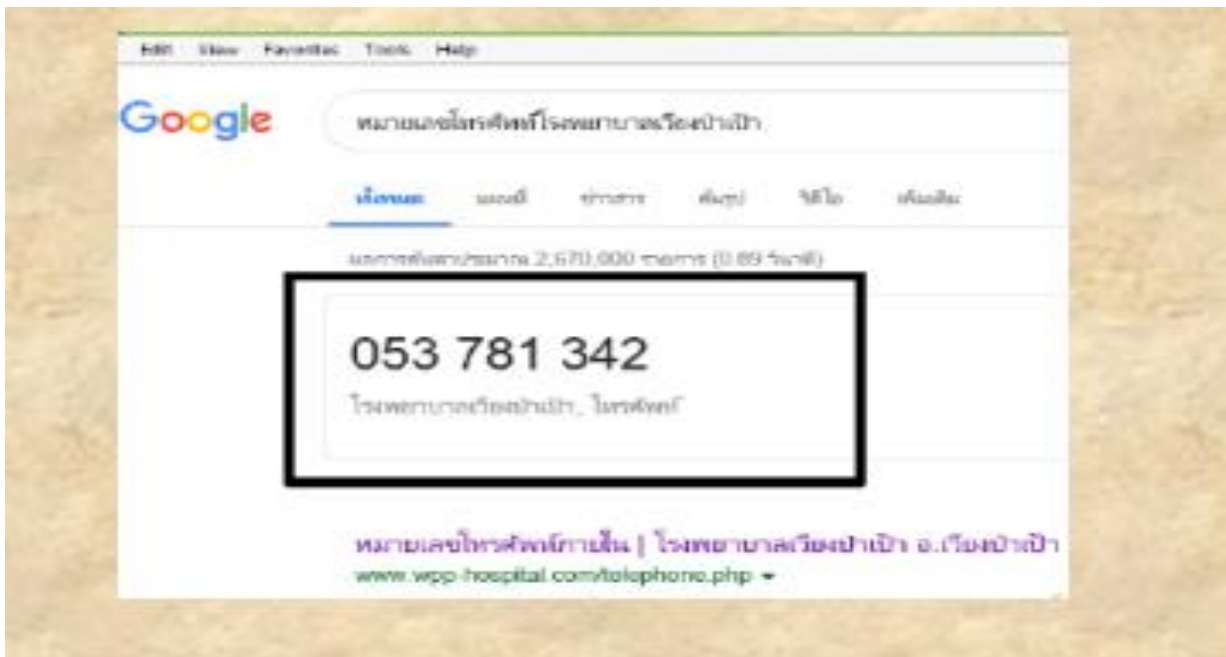 Edit View Favorites Tools Help
Google
หมายเลขโทรศัพท์โรงพยาบาลเวียงป่าเป้า
ทั้งหมด แผนที่ ข่าวสาร ค้นรูป วิดีโอ เพิ่มเติม
ผลการค้นหาประมาณ 2,670,000 รายการ (0.89 วินาที)
053 781 342
โรงพยาบาลเวียงป่าเป้า, โทรศัพท์
หมายเลขโทรศัพท์ภายใน | โรงพยาบาลเวียงป่าเป้า อ.เวียงป่าเป้า
www.wpp-hospital.com/telephone.php